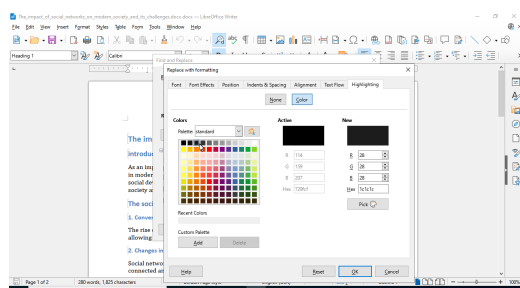 The_impact_of_social_networks_on_modern_society_and_its_challenges.docx.docx — LibreOffice Writer
File Edit View Insert Format Styles Table Form Tools Window Help
Heading 1
Calibri
Find and Replace
Replace with formatting
Font Font Effects Position Indents & Spacing Alignment Text Flow Highlighting
None Color
Colors
Active
New
Palette: standard
R 114
G 159
B 207
Hex 729fcf
R 28
G 28
B 28
Hex 1c1c1c
Pick
Recent Colors
Custom Palette
Add Delete
Help Reset OK Cancel
The im
introduc
As an imp
in moder
social dev
society a
The soci
1. Conver
The rise o
allowing
2. Changes in
Social netwo
connected an
Page 1 of 2
280 words, 1,825 characters
100%